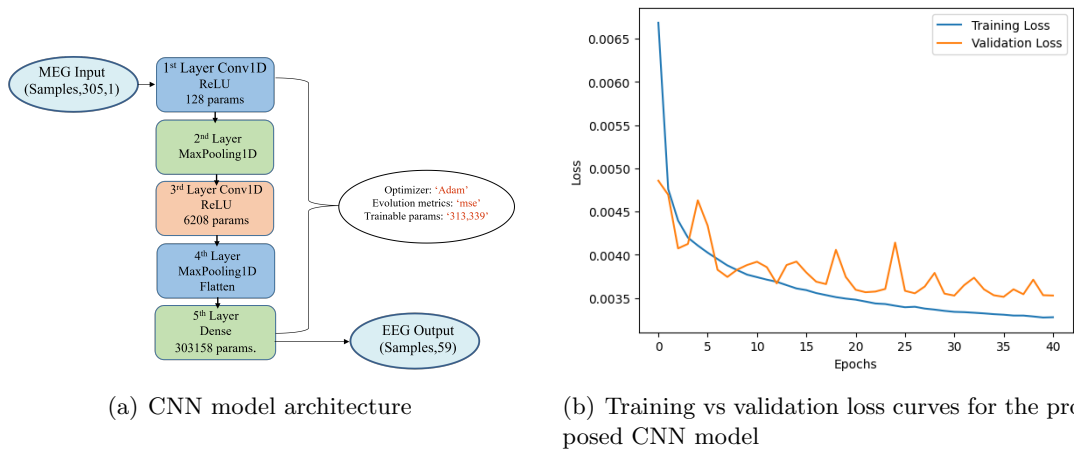 MEG Input
(Samples,305,1)
1st Layer Conv1D
ReLU
128 params
2nd Layer
MaxPooling1D
3rd Layer Conv1D
ReLU
6208 params
4th Layer
MaxPooling1D
Flatten
5th Layer
Dense
303158 params.
Optimizer: ‘Adam’
Evolution metrics: ‘mse’
Trainable params: ‘313,339’
EEG Output
(Samples,59)
(a) CNN model architecture
Training Loss
Validation Loss
Loss
0.0065
0.0060
0.0055
0.0050
0.0045
0.0040
0.0035
0 5 10 15 20 25 30 35 40
Epochs
(b) Training vs validation loss curves for the pro
posed CNN model